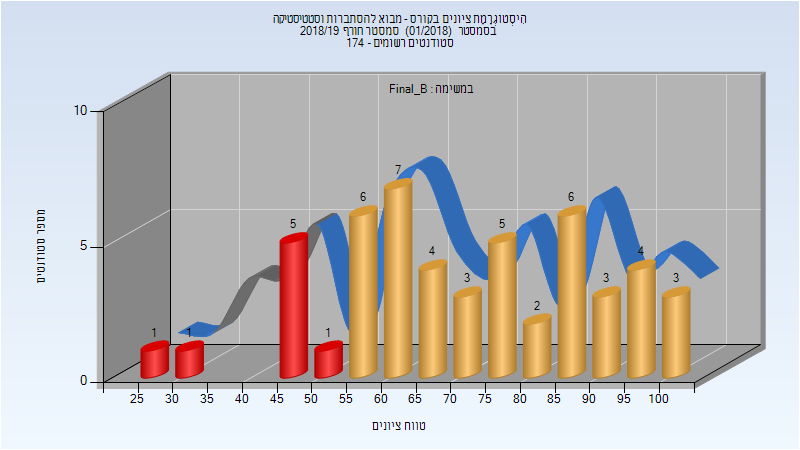 היסטוגרמת ציונים בקורס - מבוא להסתברות וסטטיסטיקה
בסמסטר (01/2018) סמסטר חורף 2018/19
סטודנטים רשומים - 174
במשימה : Final_B
מספר סטודנטים
10
5
0
1
1
5
1
6
7
4
3
5
2
6
3
4
3
25 30 35 40 45 50 55 60 65 70 75 80 85 90 95 100
טווח ציונים